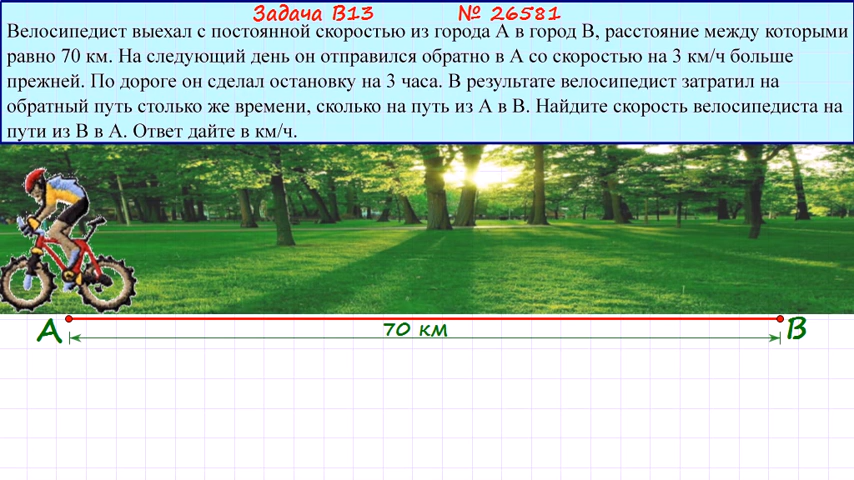 Задача B13 № 26581
Велосипедист выехал с постоянной скоростью из города А в город В, расстояние между которыми
равно 70 км. На следующий день он отправился обратно в А со скоростью на 3 км/ч больше
прежней. По дороге он сделал остановку на 3 часа. В результате велосипедист затратил на
обратный путь столько же времени, сколько на путь из А в В. Найдите скорость велосипедиста на
пути из В в А. Ответ дайте в км/ч.
А 70 км В